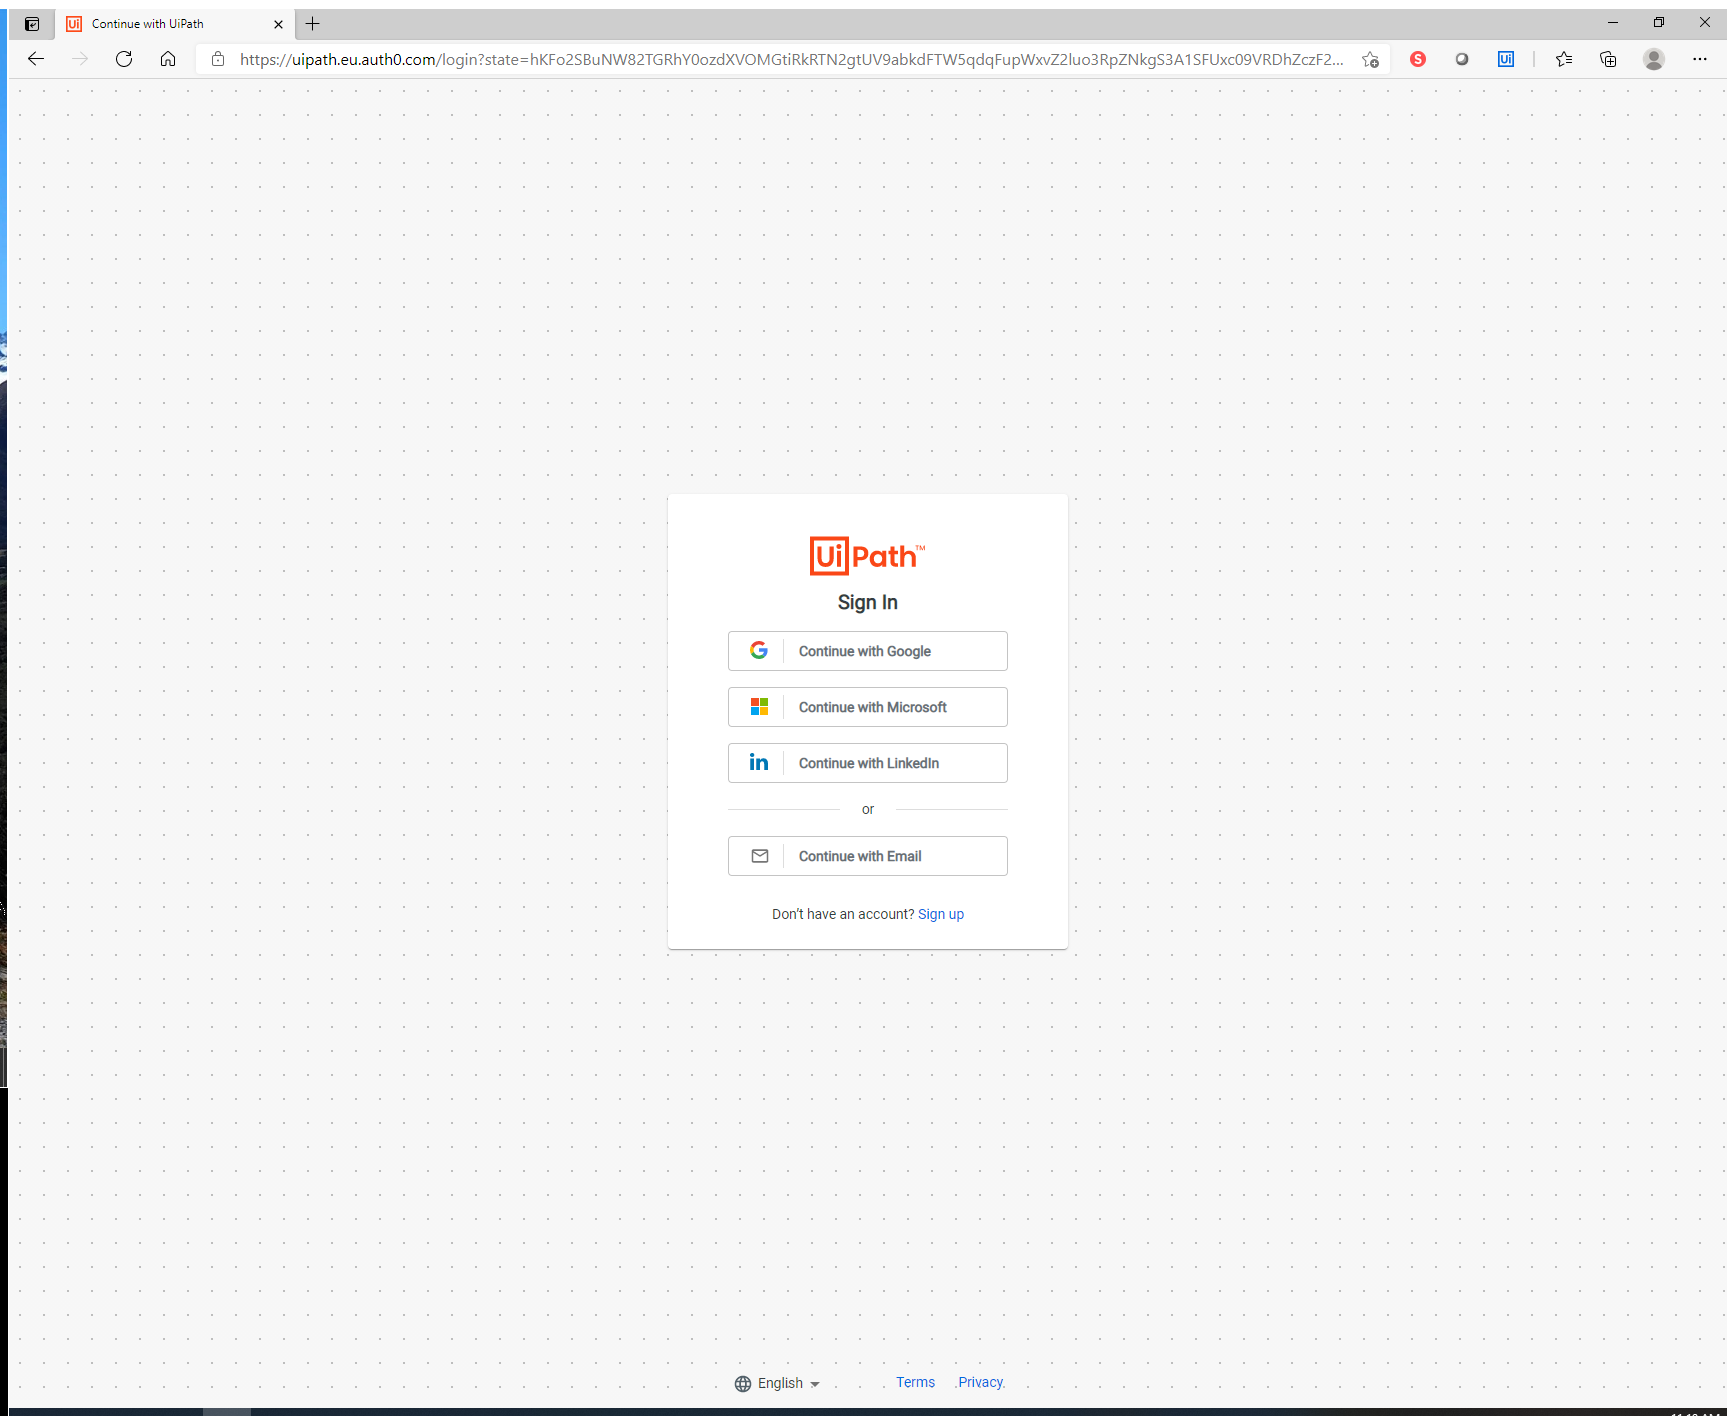 Continue with UiPath
https://uipath.eu.auth0.com/login?state=hKFo2SBuNW82TGRhY0ozdXVOMGtiRkRTN2gtUV9abkdFTW5qdqFupWxvZ2luo3RpZNkgS3A1SFUxc09VRDhZczF2...
UiPath™
Sign In
Continue with Google
Continue with Microsoft
Continue with LinkedIn
or
Continue with Email
Don't have an account? Sign up
English
Terms
Privacy